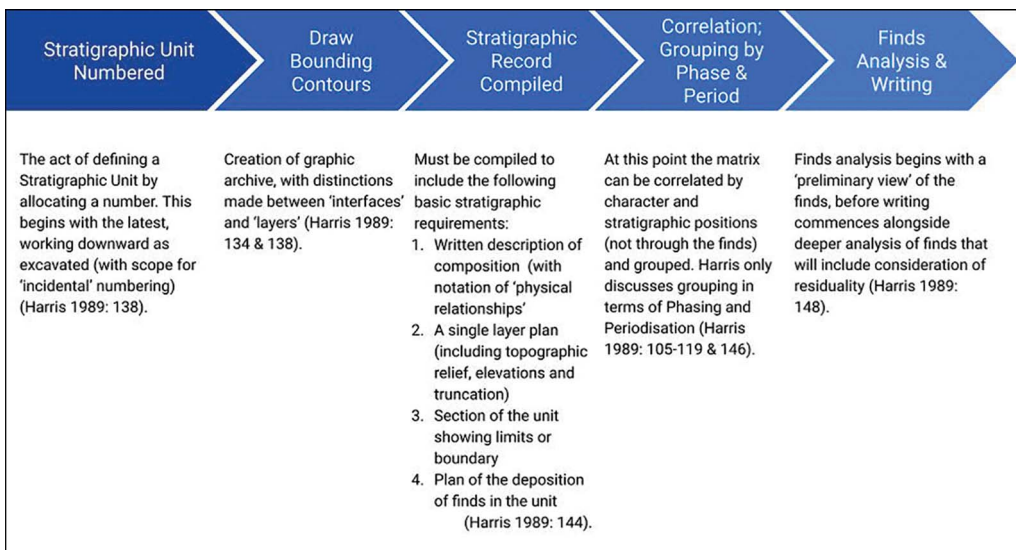 Stratigraphic Unit
Numbered
Draw
Bounding
Contours
Stratigraphic
Record
Compiled
Correlation;
Grouping by
Phase &
Period
Finds
Analysis &
Writing
The act of defining a
Stratigraphic Unit by
allocating a number. This
begins with the latest,
working downward as
excavated (with scope for
'incidental' numbering)
(Harris 1989: 138).
Creation of graphic
archive, with distinctions
made between 'interfaces'
and 'layers' (Harris 1989:
134 & 138).
Must be compiled to
include the following
basic stratigraphic
requirements:
1. Written description of
composition (with
notation of 'physical
relationships'
2. A single layer plan
(including topographic
relief, elevations and
truncation)
3. Section of the unit
showing limits or
boundary
4. Plan of the deposition
of finds in the unit
(Harris 1989: 144).
At this point the matrix
can be correlated by
character and
stratigraphic positions
(not through the finds)
and grouped. Harris only
discusses grouping in
terms of Phasing and
Periodisation (Harris
1989: 105-119 & 146).
Finds analysis begins with a
'preliminary view' of the
finds, before writing
commences alongside
deeper analysis of finds that
will include consideration of
residuality (Harris 1989:
148).